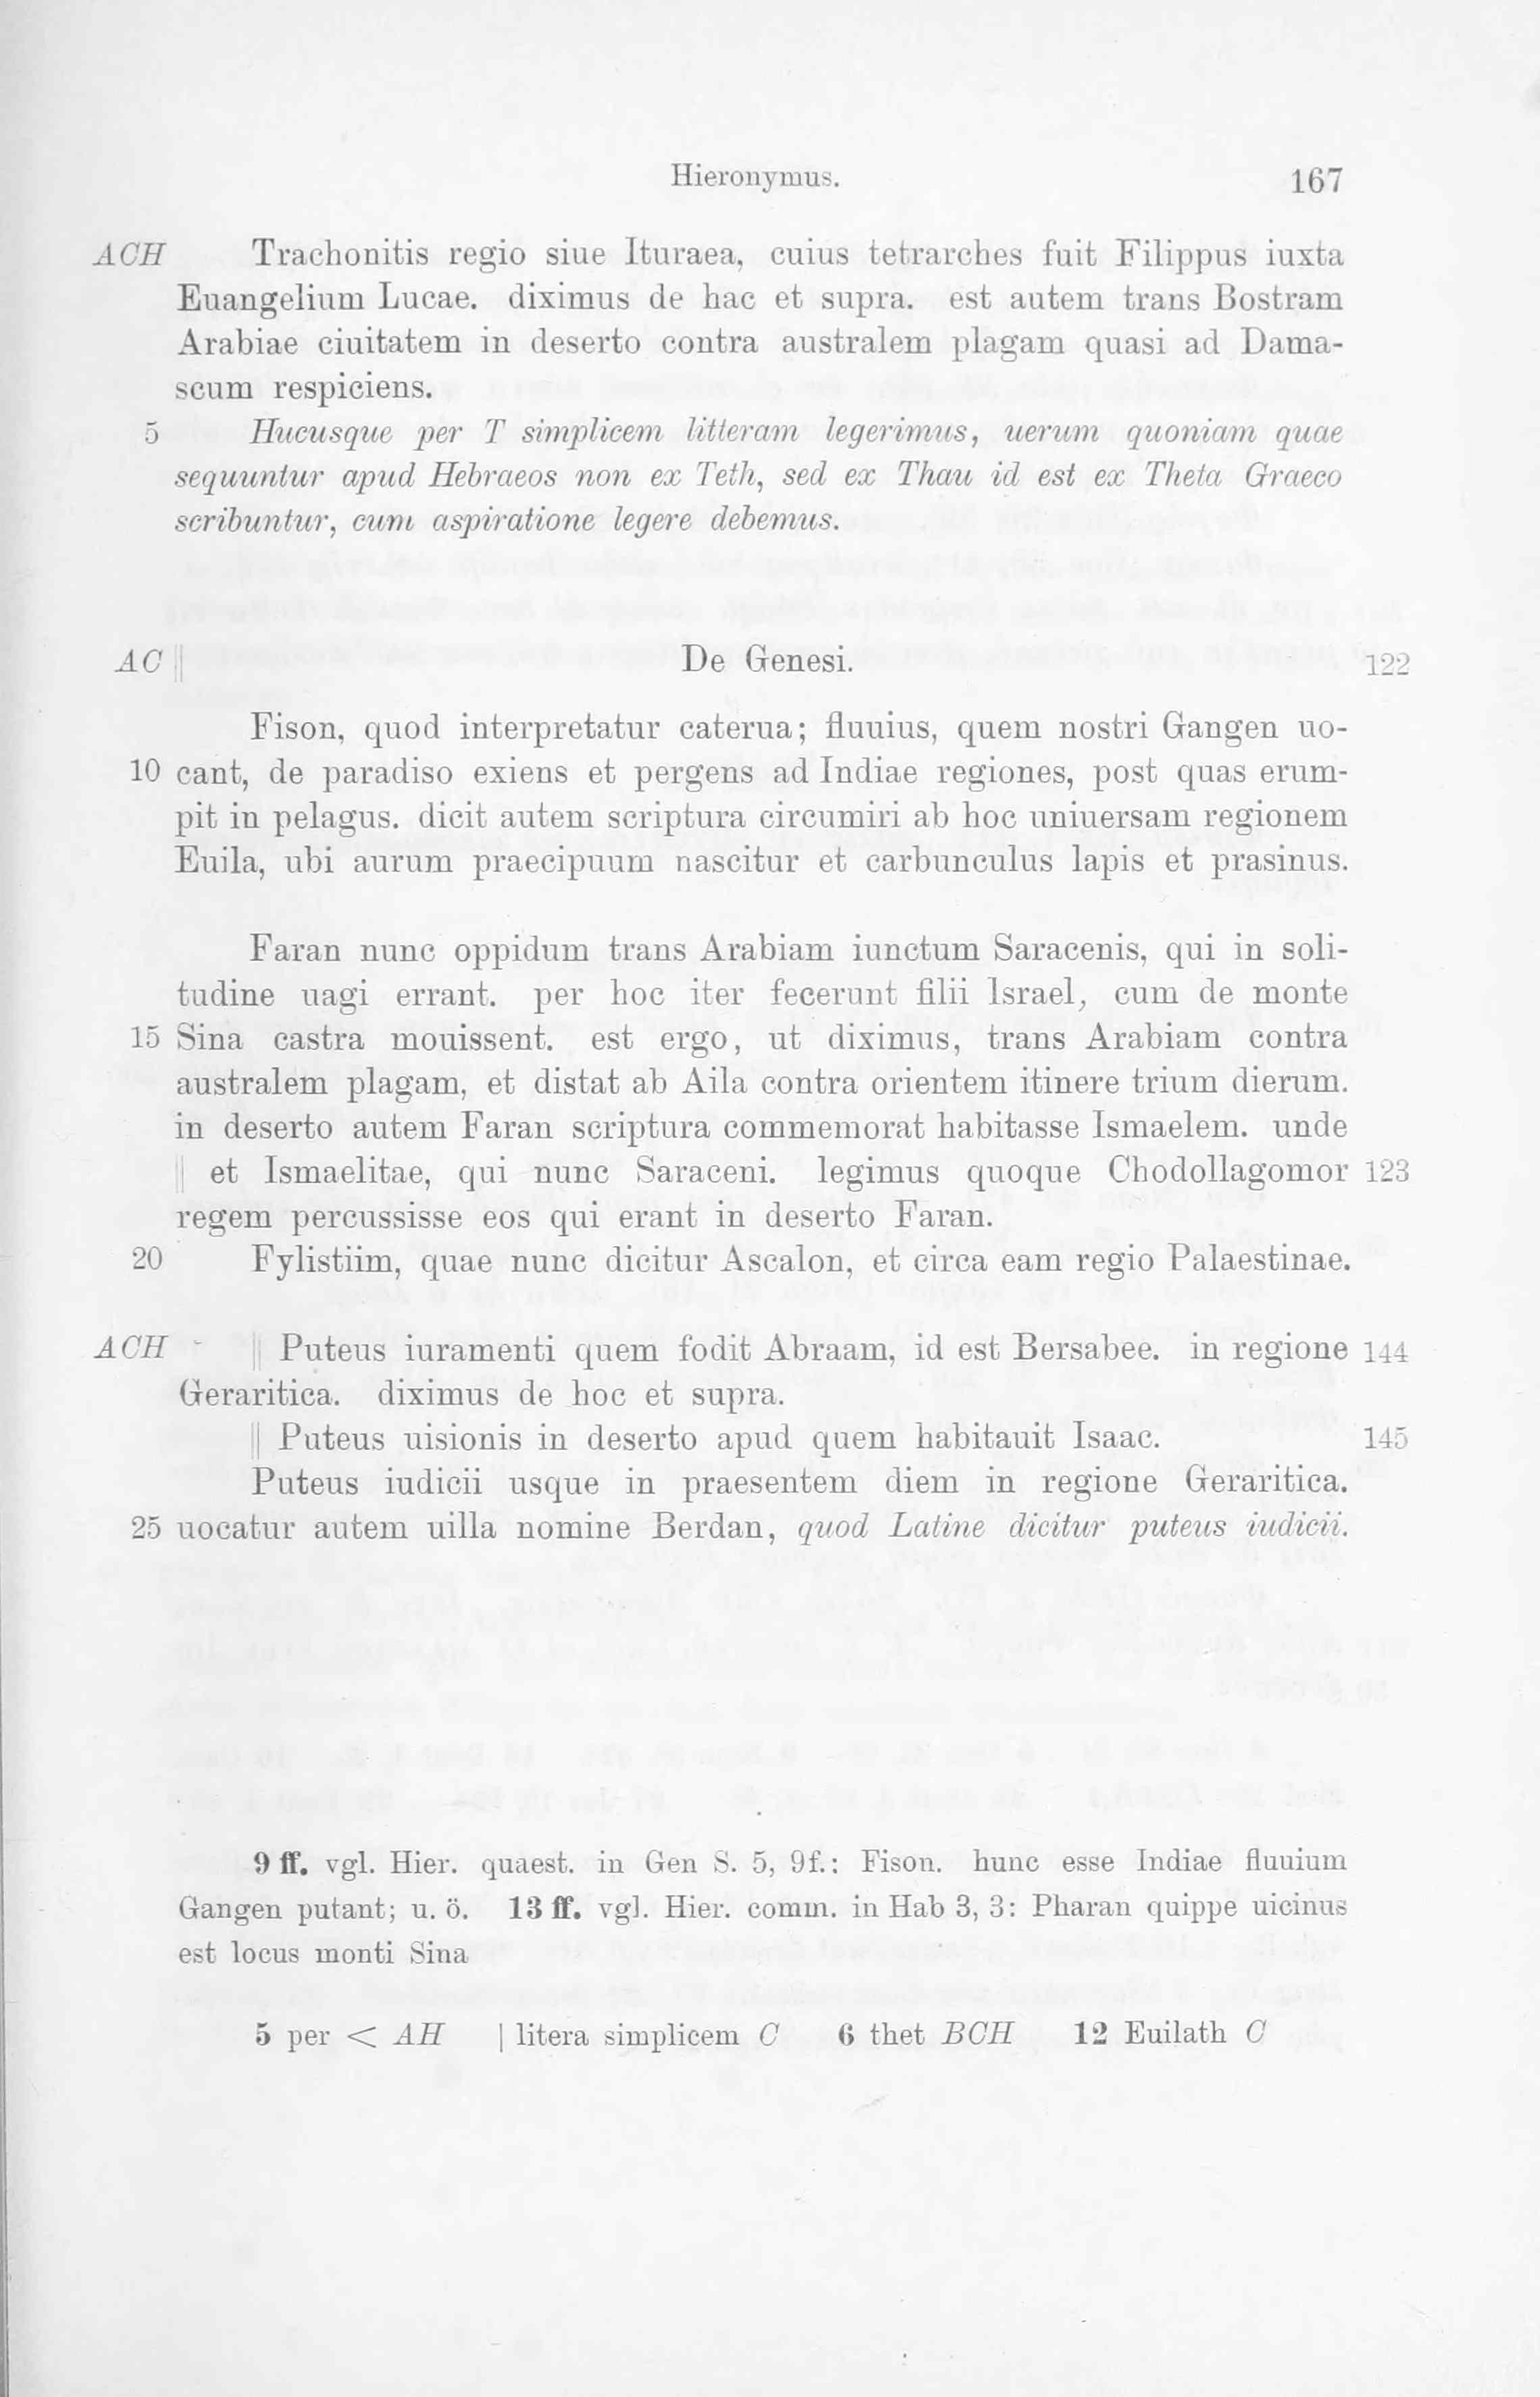 Hieronymus. 167
ACH Trachonitis regio siue Ituraea, cuius tetrarches fuit Filippus iuxta
Euangelium Lucae. diximus de hac et supra. est autem trans Bostram
Arabiae ciuitatem in deserto contra australem plagam quasi ad Dama-
scum respiciens.
5 Hucusque per T simplicem litteram legerimus, uerum quoniam quae
sequuntur apud Hebraeos non ex Teth, sed ex Thau id est ex Theta Graeco
scribuntur, cum aspiratione legere debemus.
AC || De Genesi. 122
Fison, quod interpretatur caterua; fluuius, quem nostri Gangen uo-
10 cant, de paradiso exiens et pergens ad Indiae regiones, post quas erum-
pit in pelagus. dicit autem scriptura circumiri ab hoc uniuersam regionem
Euila, ubi aurum praecipuum nascitur et carbunculus lapis et prasinus.
Faran nunc oppidum trans Arabiam iunctum Saracenis, qui in soli-
tudine uagi errant. per hoc iter fecerunt filii Israel, cum de monte
15 Sina castra mouissent. est ergo, ut diximus, trans Arabiam contra
australem plagam, et distat ab Aila contra orientem itinere trium dierum.
in deserto autem Faran scriptura commemorat habitasse Ismaelem. unde
|| et Ismaelitae, qui nunc Saraceni. legimus quoque Chodollagomor 123
regem percussisse eos qui erant in deserto Faran.
20 Fylistiim, quae nunc dicitur Ascalon, et circa eam regio Palaestinae.
ACH || Puteus iuramenti quem fodit Abraam, id est Bersabee. in regione 144
Geraritica. diximus de hoc et supra.
|| Puteus uisionis in deserto apud quem habitauit Isaac. 145
Puteus iudicii usque in praesentem diem in regione Geraritica.
25 uocatur autem uilla nomine Berdan, quod Latine dicitur puteus iudicii.
9 ff. vgl. Hier. quaest. in Gen S. 5, 9f.: Fison. hunc esse Indiae fluuium
Gangen putant; u. ö. 13 ff. vgl. Hier. comm. in Hab 3, 3: Pharan quippe uicinus
est locus monti Sina
5 per < AH | litera simplicem C 6 thet BCH 12 Euilath C